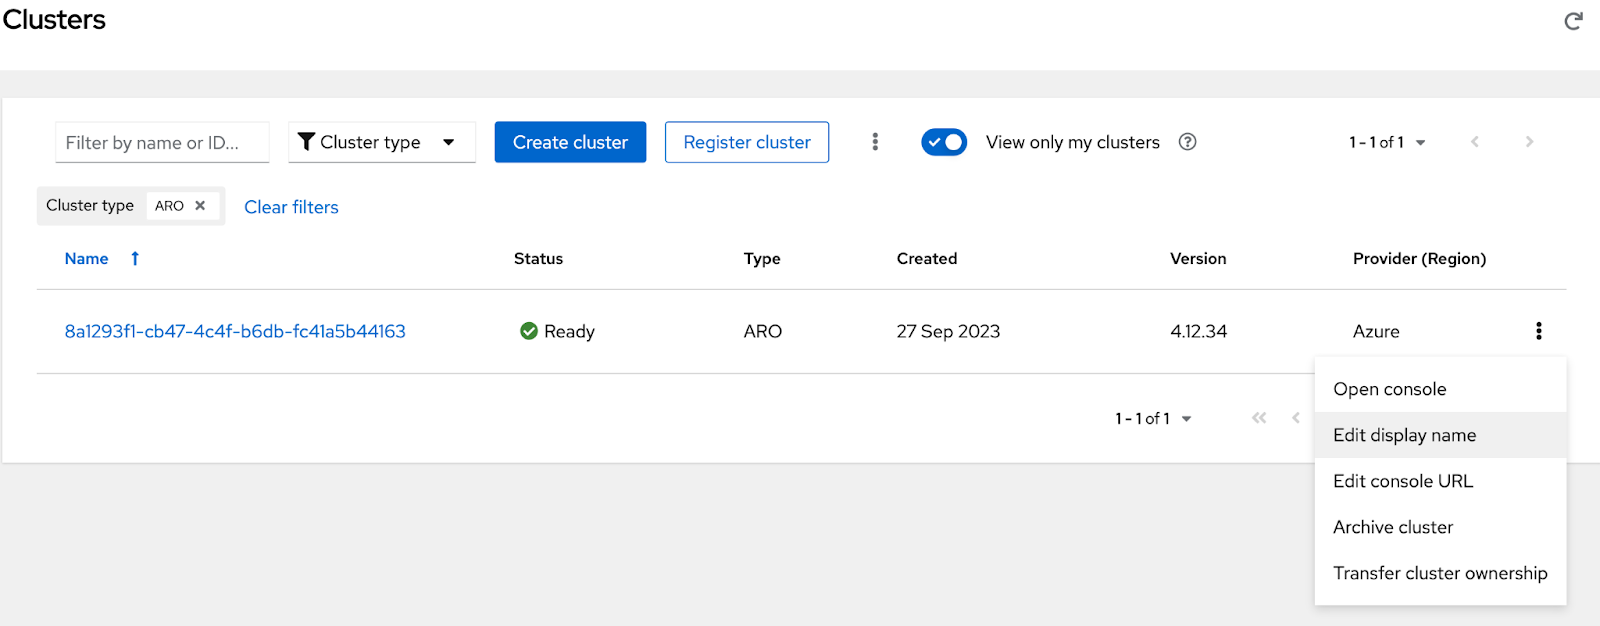 Clusters
Filter by name or ID... Cluster type Create cluster Register cluster View only my clusters 1 - 1 of 1
Cluster type ARO Clear filters
Name Status Type Created Version Provider (Region)
8a1293f1-cb47-4c4f-b6db-fc41a5b44163 Ready ARO 27 Sep 2023 4.12.34 Azure
Open console
1 - 1 of 1
Edit display name
Edit console URL
Archive cluster
Transfer cluster ownership